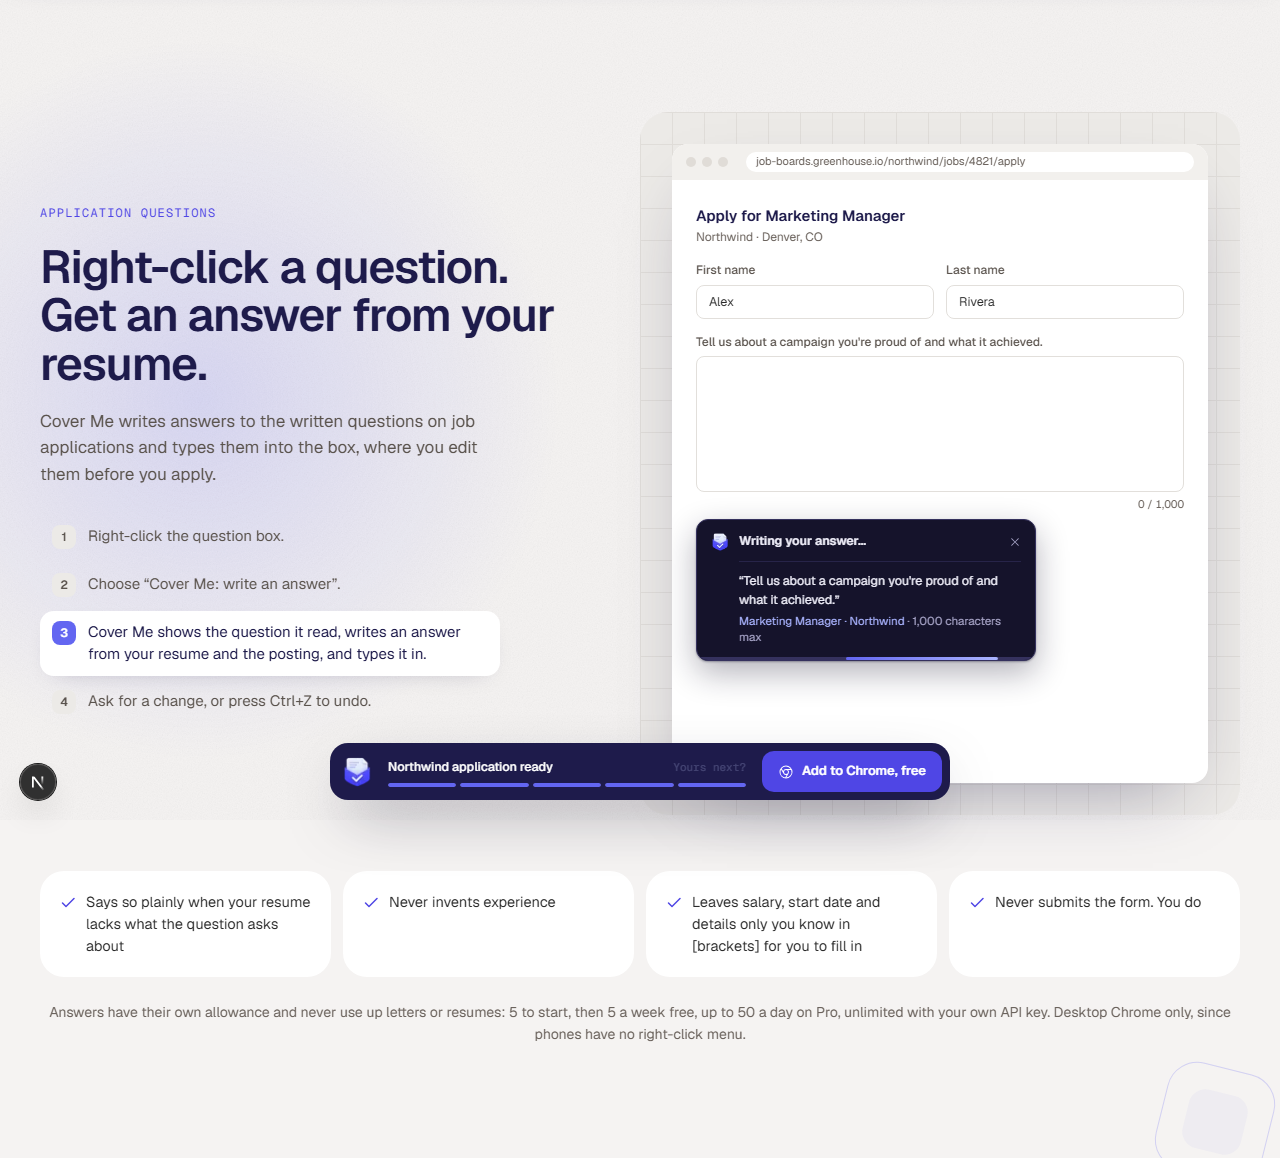 APPLICATION QUESTIONS
Right-click a question.
Get an answer from your
resume.
Cover Me writes answers to the written questions on job
applications and types them into the box, where you edit
them before you apply.
1 Right-click the question box.
2 Choose “Cover Me: write an answer”.
3 Cover Me shows the question it read, writes an answer
from your resume and the posting, and types it in.
4 Ask for a change, or press Ctrl+Z to undo.
job-boards.greenhouse.io/northwind/jobs/4821/apply
Apply for Marketing Manager
Northwind · Denver, CO
First name
Last name
Alex
Rivera
Tell us about a campaign you're proud of and what it achieved.
0 / 1,000
Writing your answer...
“Tell us about a campaign you're proud of and
what it achieved.”
Marketing Manager · Northwind · 1,000 characters
max
N
Northwind application ready
Yours next?
Add to Chrome, free
Says so plainly when your resume
lacks what the question asks
about
Never invents experience
Leaves salary, start date and
details only you know in
[brackets] for you to fill in
Never submits the form. You do
Answers have their own allowance and never use up letters or resumes: 5 to start, then 5 a week free, up to 50 a day on Pro, unlimited with your own API key. Desktop Chrome only, since
phones have no right-click menu.